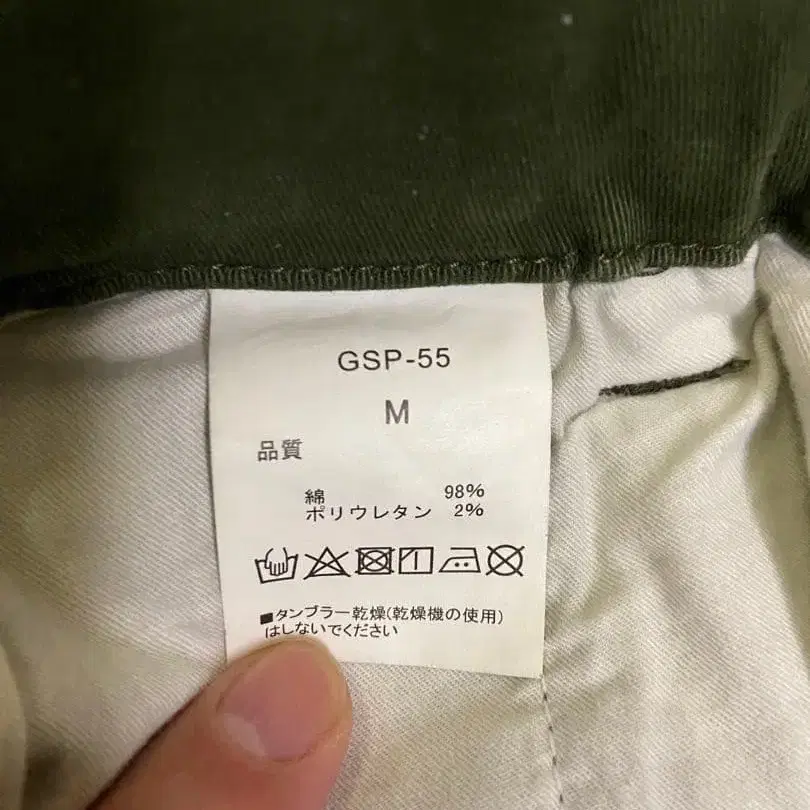 GSP-55
M
品質
綿 98%
ポリウレタン 2%
■タンブラー乾燥(乾燥機の使用)
はしないでください